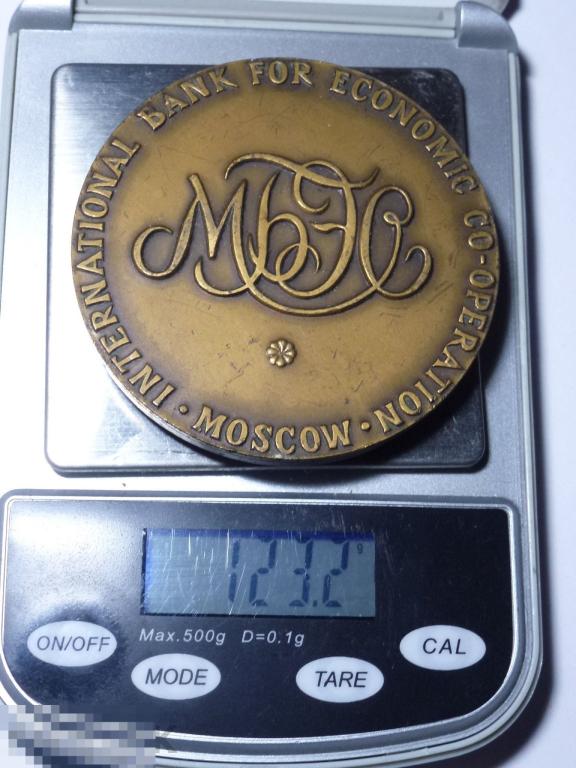 INTERNATIONAL BANK FOR ECONOMIC CO-OPERATION
· MOSCOW ·
МБЭС
123.2 g
Max.500g D=0.1g
ON/OFF
MODE
TARE
CAL